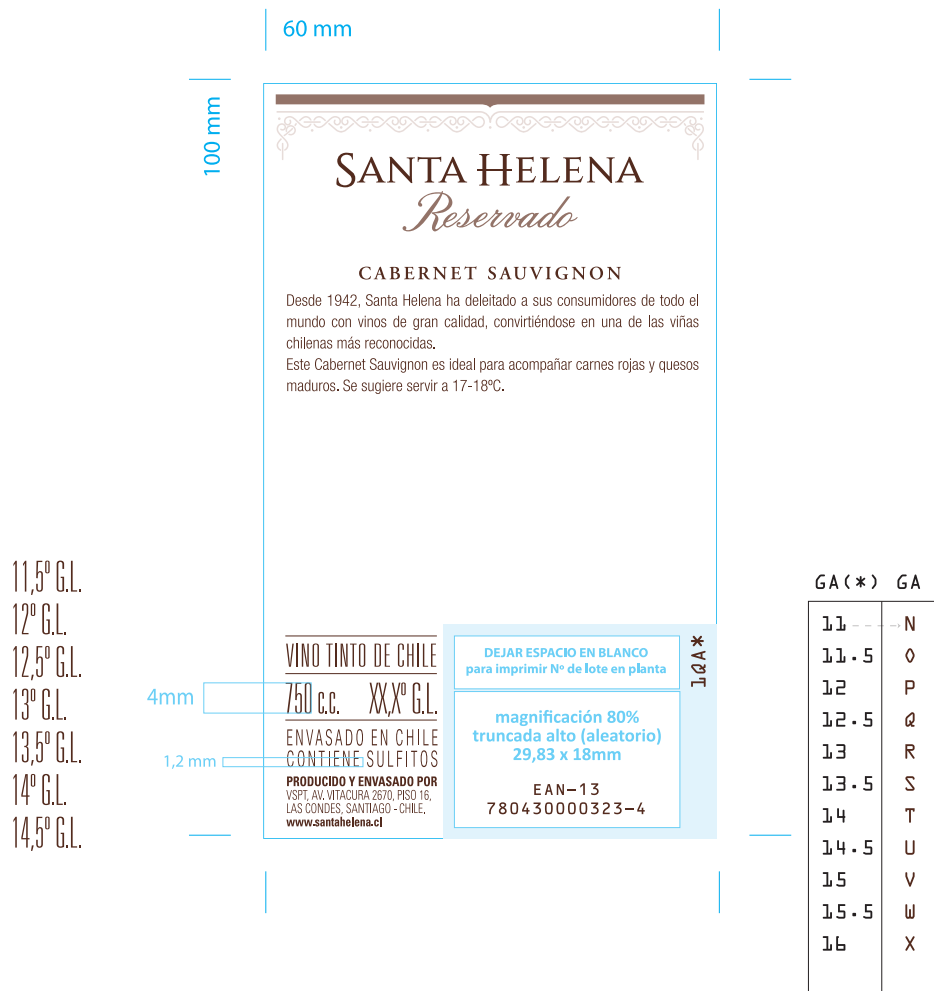 60 mm
100 mm
SANTA HELENA
Reservado
CABERNET SAUVIGNON
Desde 1942, Santa Helena ha deleitado a sus consumidores de todo el
mundo con vinos de gran calidad, convirtiéndose en una de las viñas
chilenas más reconocidas.
Este Cabernet Sauvignon es ideal para acompañar carnes rojas y quesos
maduros. Se sugiere servir a 17-18ºC.
11,5º G.L.
12º G.L.
12,5º G.L.
13º G.L.
13,5º G.L.
14º G.L.
14,5º G.L.
4mm
1,2 mm
VINO TINTO DE CHILE
750 c.c. XX,Xº G.L.
ENVASADO EN CHILE
CONTIENE SULFITOS
PRODUCIDO Y ENVASADO POR
VSPT, AV. VITACURA 2670, PISO 16,
LAS CONDES, SANTIAGO - CHILE.
www.santahelena.cl
DEJAR ESPACIO EN BLANCO
para imprimir Nº de lote en planta
magnificación 80%
truncada alto (aleatorio)
29,83 x 18mm
EAN-13
780430000323-4
1QA*
GA(*) GA
11 N
11.5 O
12 P
12.5 Q
13 R
13.5 S
14 T
14.5 U
15 V
15.5 W
16 X